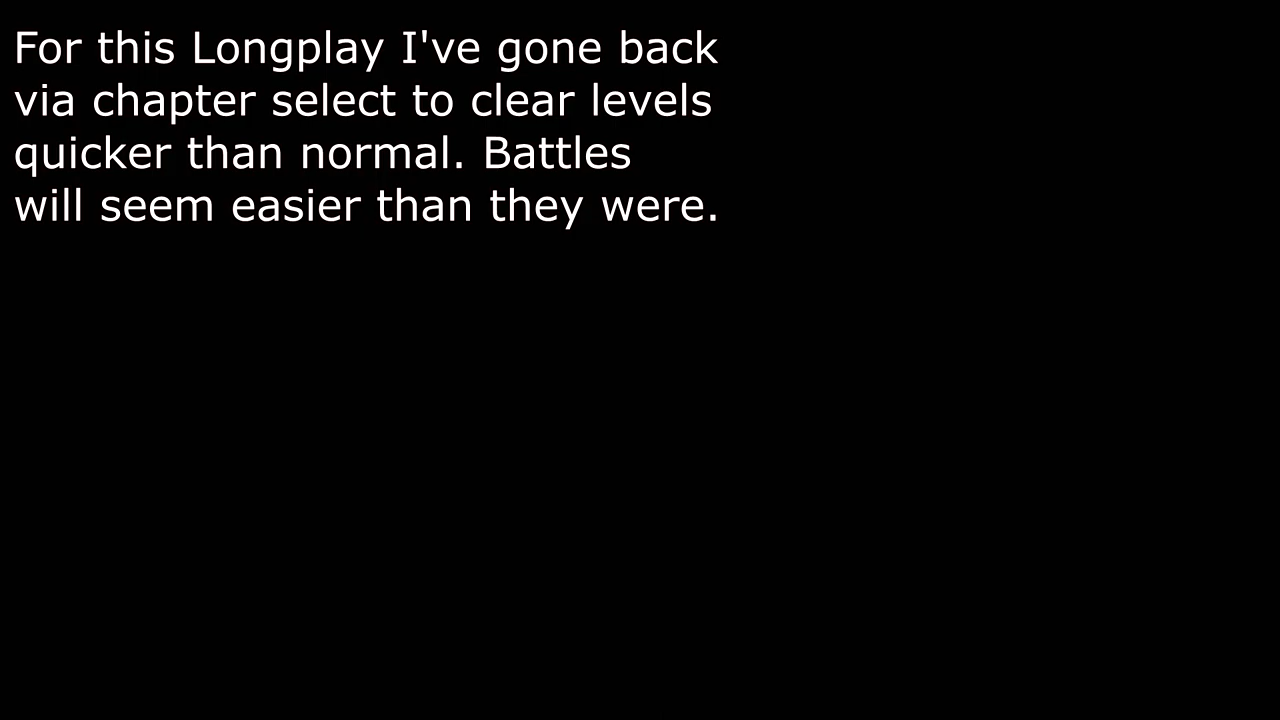 For this Longplay I've gone back
via chapter select to clear levels
quicker than normal. Battles
will seem easier than they were.